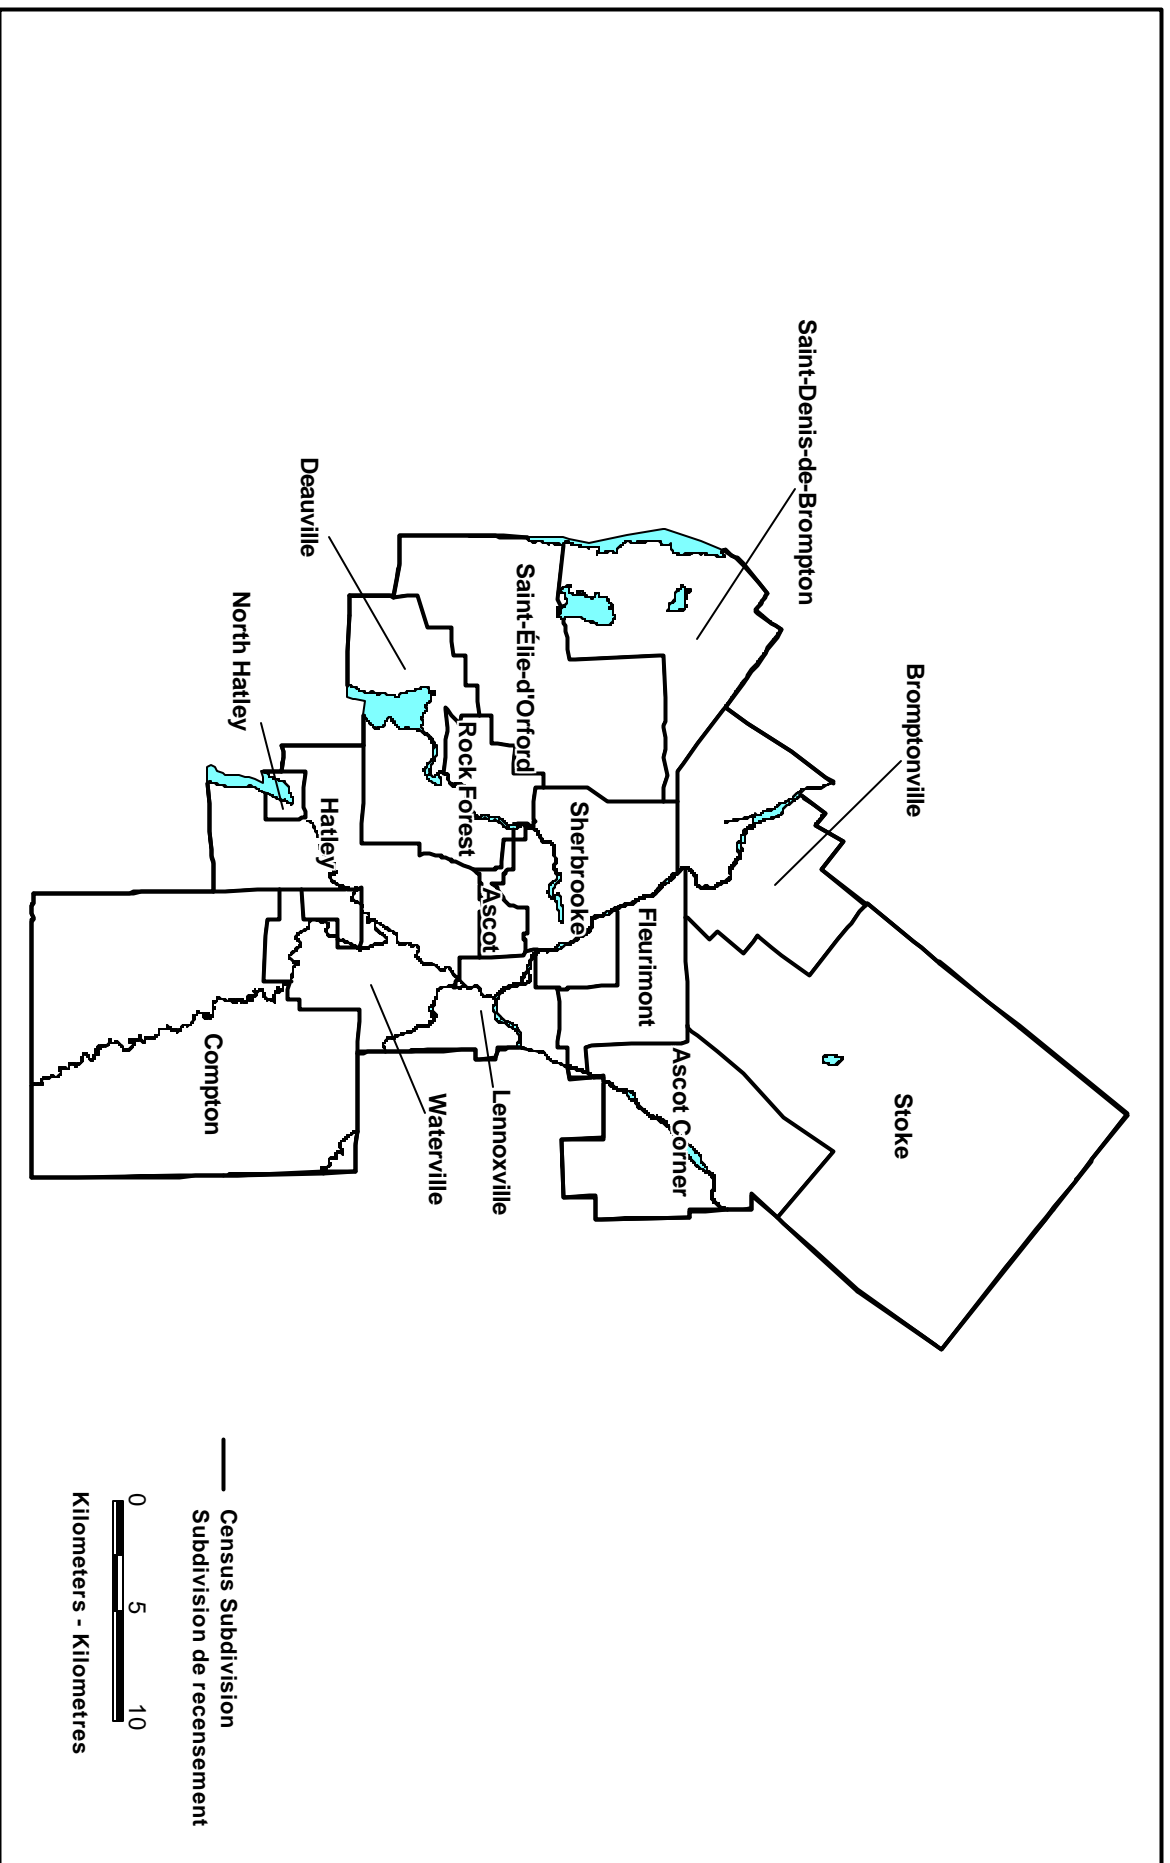 Saint-Denis-de-Brompton
Bromptonville
Stoke
Deauville
Saint-Élie-d'Orford
North Hatley
Rock Forest
Sherbrooke
Fleurimont
Ascot Corner
Hatley
Ascot
Lennoxville
Waterville
Compton
Census Subdivision
Subdivision de recensement
0 5 10
Kilometers - Kilometres